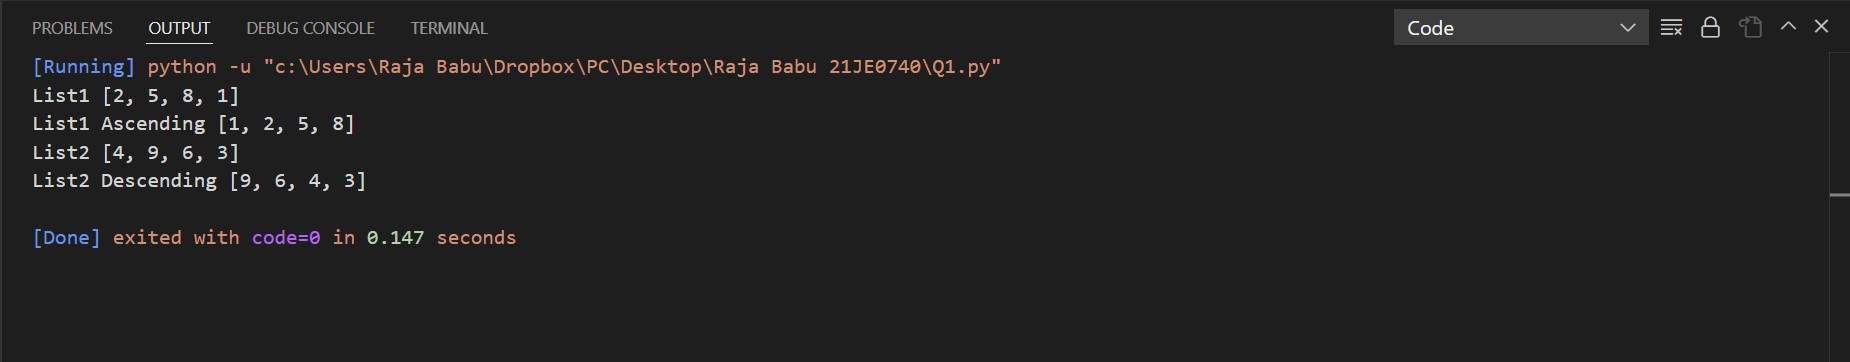 PROBLEMS OUTPUT DEBUG CONSOLE TERMINAL Code
[Running] python -u "c:\Users\Raja Babu\Dropbox\PC\Desktop\Raja Babu 21JE0740\Q1.py"
List1 [2, 5, 8, 1]
List1 Ascending [1, 2, 5, 8]
List2 [4, 9, 6, 3]
List2 Descending [9, 6, 4, 3]
[Done] exited with code=0 in 0.147 seconds